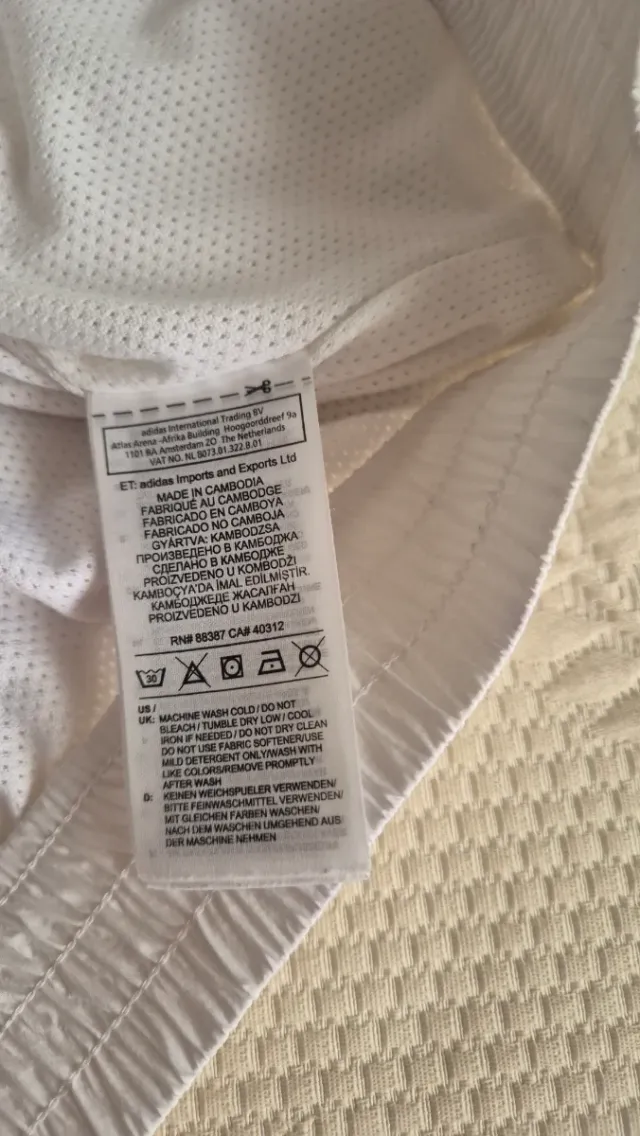 adidas International Trading BV
Atlas Arena -Afrika Building Hoogoorddreef 9a
1101 BA Amsterdam ZO The Netherlands
VAT NO. NL 8073.01.322.B.01
ET: adidas Imports and Exports Ltd
MADE IN CAMBODIA
FABRIQUÉ AU CAMBODGE
FABRICADO EN CAMBOYA
FABRICADO NO CAMBOJA
GYÁRTVA: KAMBODZSA
ПРОИЗВЕДЕНО В КАМБОДЖА
СДЕЛАНО В КАМБОДЖЕ
PROIZVEDENO U KOMBODŽI
KAMBOÇYA'DA İMAL EDİLMİŞTİR.
КАМБОДЖЕДЕ ЖАСАЛҒАН
PROIZVEDENO U KAMBODZI
RN# 88387 CA# 40312
30
US /
UK: MACHINE WASH COLD / DO NOT
BLEACH / TUMBLE DRY LOW / COOL
IRON IF NEEDED / DO NOT DRY CLEAN
DO NOT USE FABRIC SOFTENER/USE
MILD DETERGENT ONLY/WASH WITH
LIKE COLORS/REMOVE PROMPTLY
AFTER WASH
D: KEINEN WEICHSPUELER VERWENDEN/
BITTE FEINWASCHMITTEL VERWENDEN/
MIT GLEICHEN FARBEN WASCHEN/
NACH DEM WASCHEN UMGEHEND AUS
DER MASCHINE NEHMEN